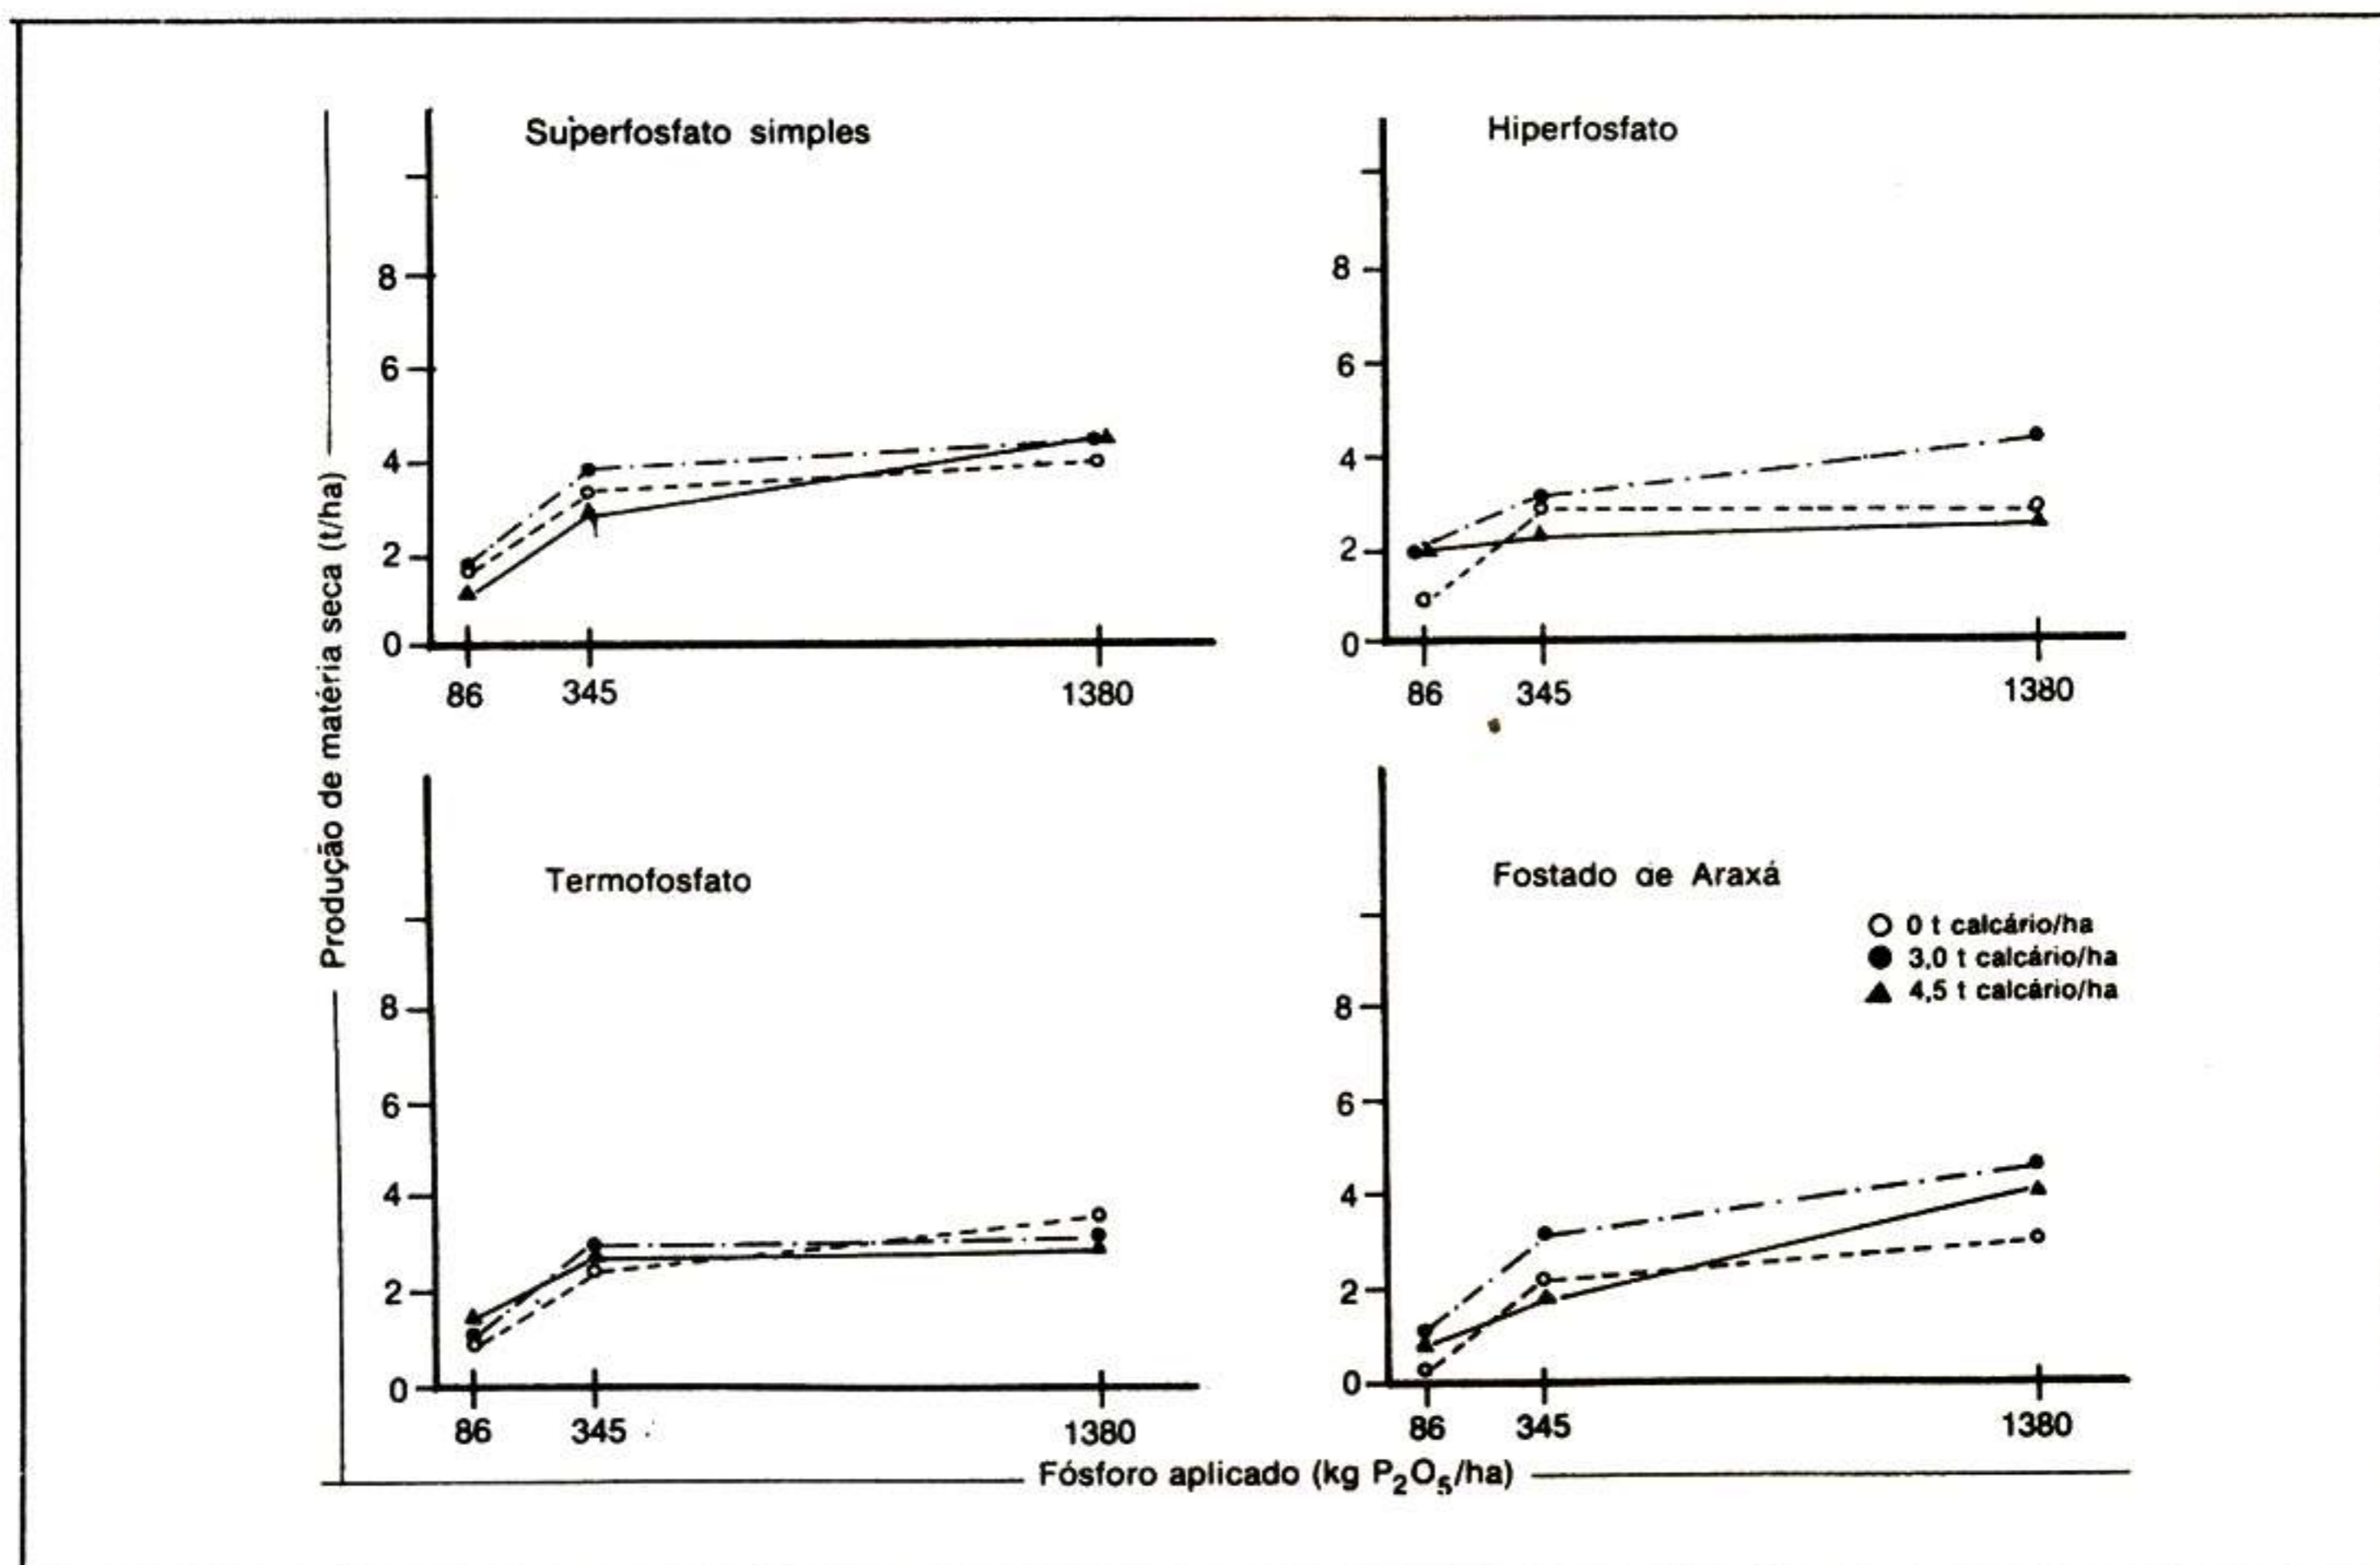 Produção de matéria seca (t/ha)
Superfosfato simples
8
6
4
2
0
86 345 1380
Hiperfosfato
8
6
4
2
0
86 345 1380
Termofosfato
8
6
4
2
0
86 345 1380
Fostado de Araxá
0 t calcário/ha
3,0 t calcário/ha
4,5 t calcário/ha
8
6
4
2
0
86 345 1380
Fósforo aplicado (kg P₂O₅/ha)